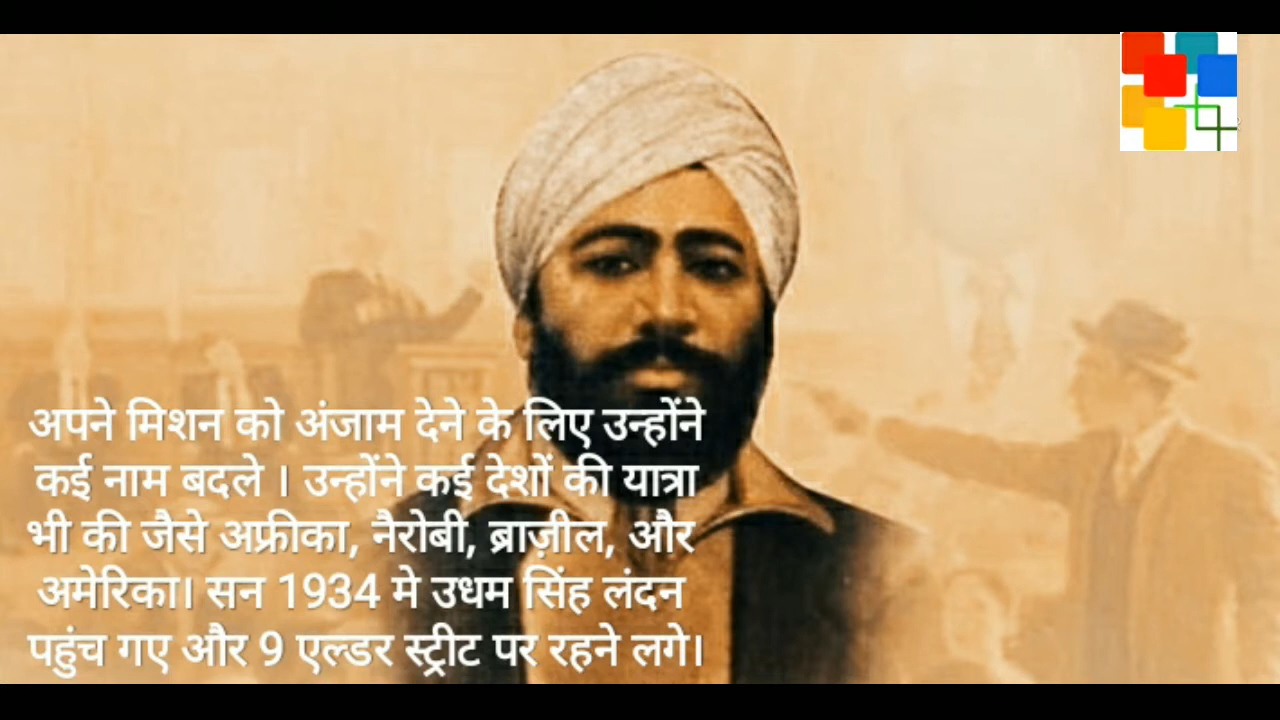 अपने मिशन को अंजाम देने के लिए उन्होंने
कई नाम बदले । उन्होंने कई देशों की यात्रा
भी की जैसे अफ्रीका, नैरोबी, ब्राज़ील, और
अमेरिका। सन 1934 मे उधम सिंह लंदन
पहुंच गए और 9 एल्डर स्ट्रीट पर रहने लगे।